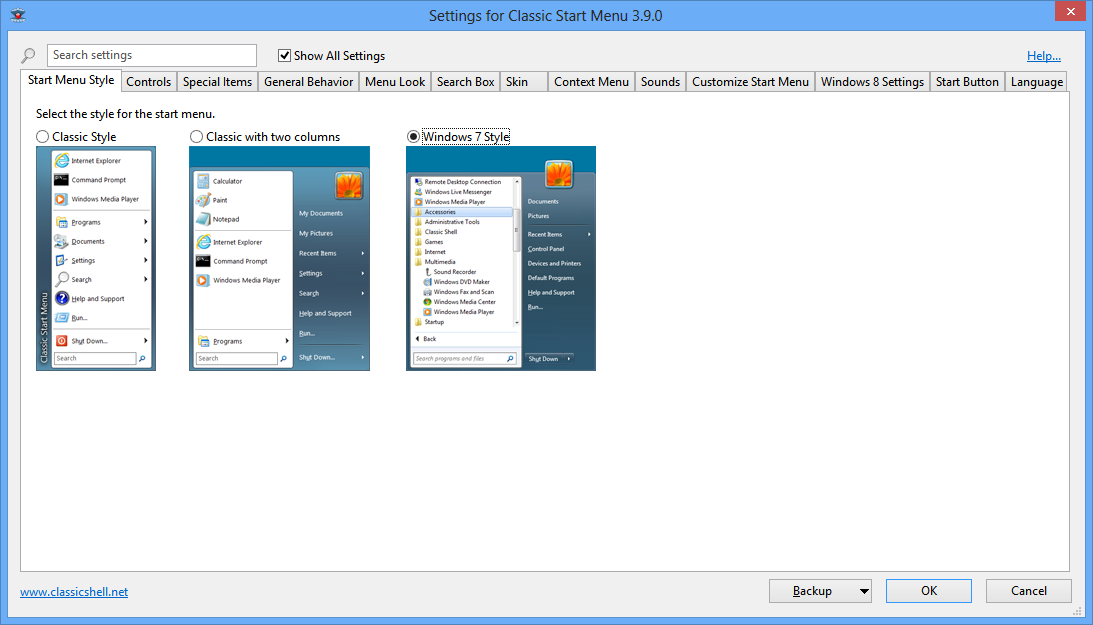 Settings for Classic Start Menu 3.9.0
Search settings
Show All Settings
Help...
Start Menu Style
Controls
Special Items
General Behavior
Menu Look
Search Box
Skin
Context Menu
Sounds
Customize Start Menu
Windows 8 Settings
Start Button
Language
Select the style for the start menu.
Classic Style
Classic with two columns
Windows 7 Style
Internet Explorer
Command Prompt
Windows Media Player
Programs
Documents
Settings
Search
Help and Support
Run...
Shut Down...
Search
Classic Start Menu
Calculator
Paint
Notepad
Internet Explorer
Command Prompt
Windows Media Player
Programs
Search
My Documents
My Pictures
Recent Items
Settings
Search
Help and Support
Run...
Shut Down...
Remote Desktop Connection
Windows Live Messenger
Windows Media Player
Accessories
Administrative Tools
Classic Shell
Games
Internet
Multimedia
Sound Recorder
Windows DVD Maker
Windows Fax and Scan
Windows Media Center
Windows Media Player
Startup
Back
Search programs and files
Documents
Pictures
Recent Items
Control Panel
Devices and Printers
Default Programs
Help and Support
Run...
Shut Down
www.classicshell.net
Backup
OK
Cancel